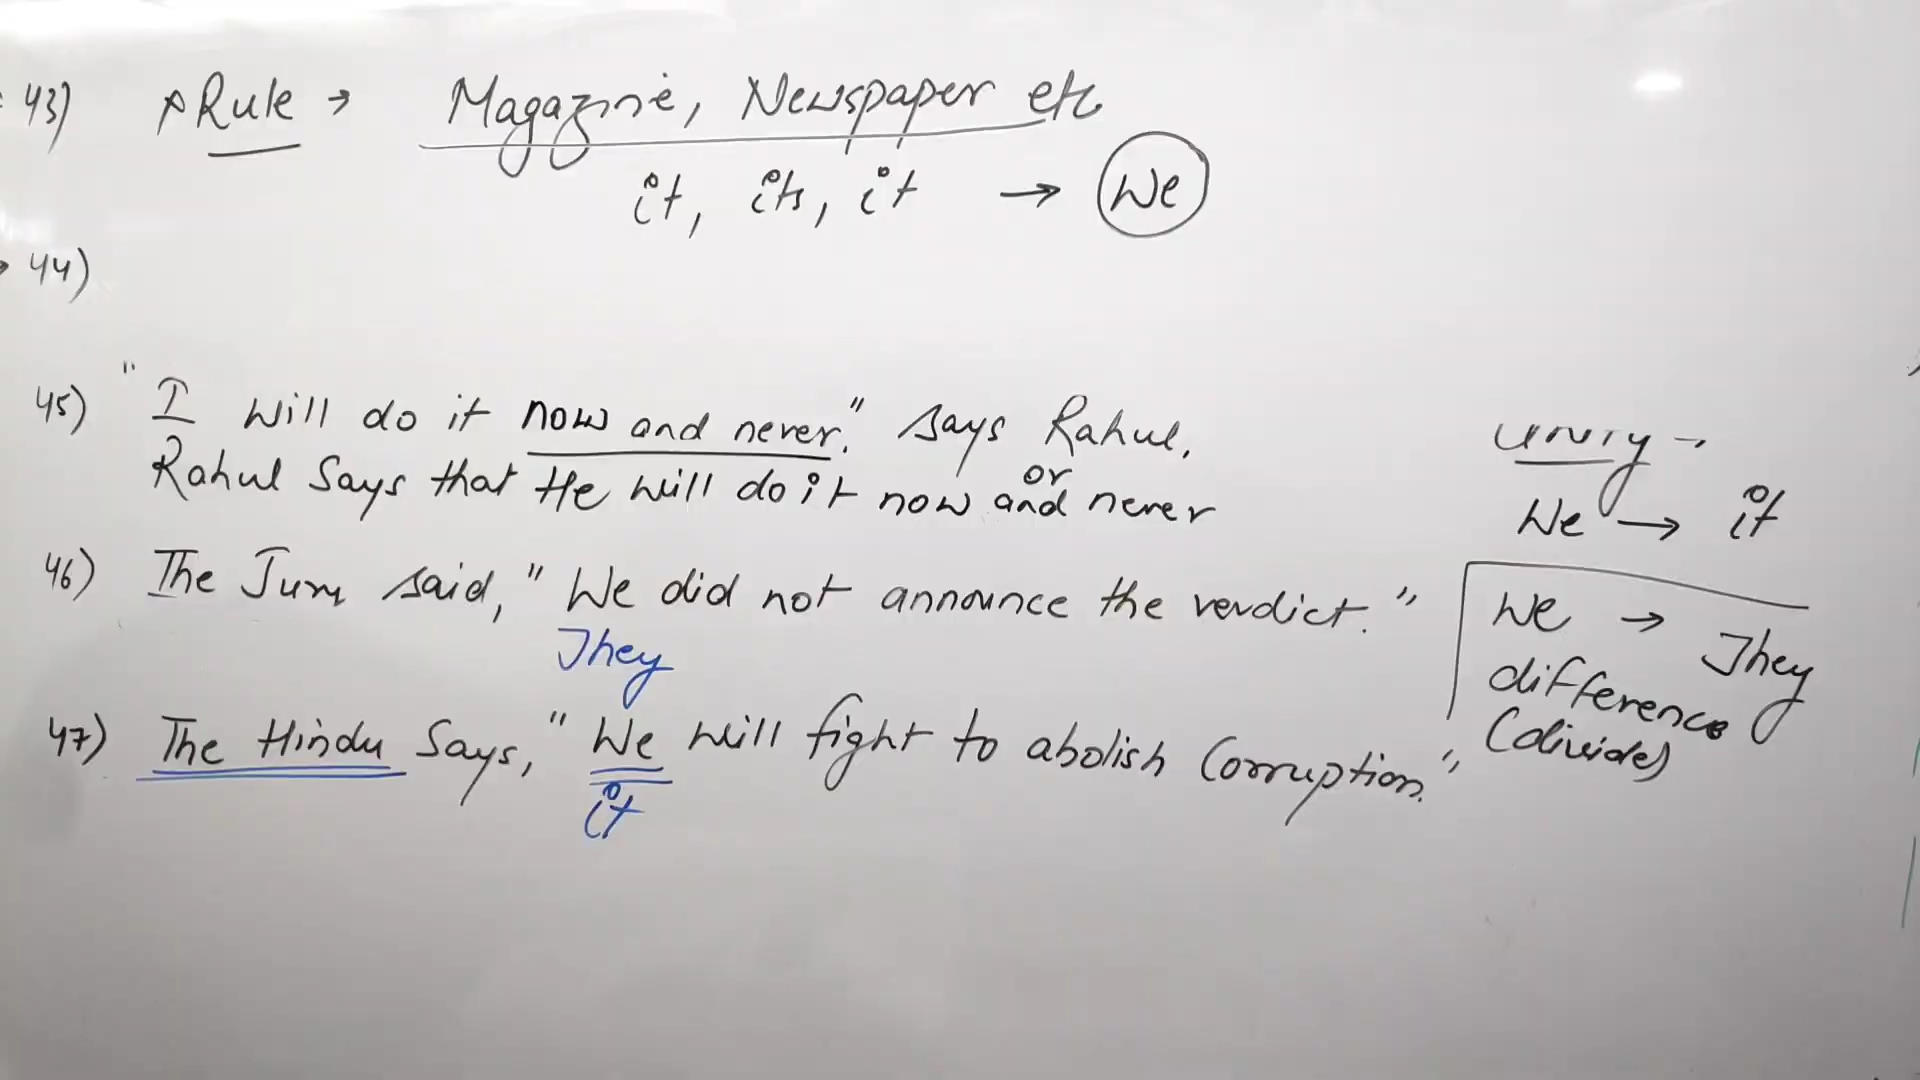 43) Rule → Magazine, Newspaper etc
it, its, it → We
44)
45) "I will do it now and never." says Rahul.
Rahul Says that He will do it now and never
or
46) The Jury said, "We did not announce the verdict."
They
47) The Hindu Says, "We will fight to abolish Corruption."
it
We → it
We → They
difference
(divide)